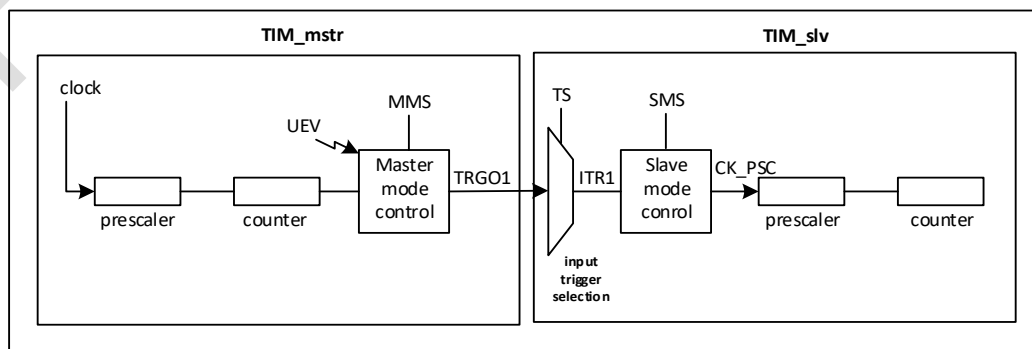 TIM_mstr
TIM_slv
clock
MMS
UEV
Master
mode
control
TRGO1
prescaler
counter
TS
SMS
ITR1
Slave
mode
conrol
CK_PSC
prescaler
counter
input
trigger
selection